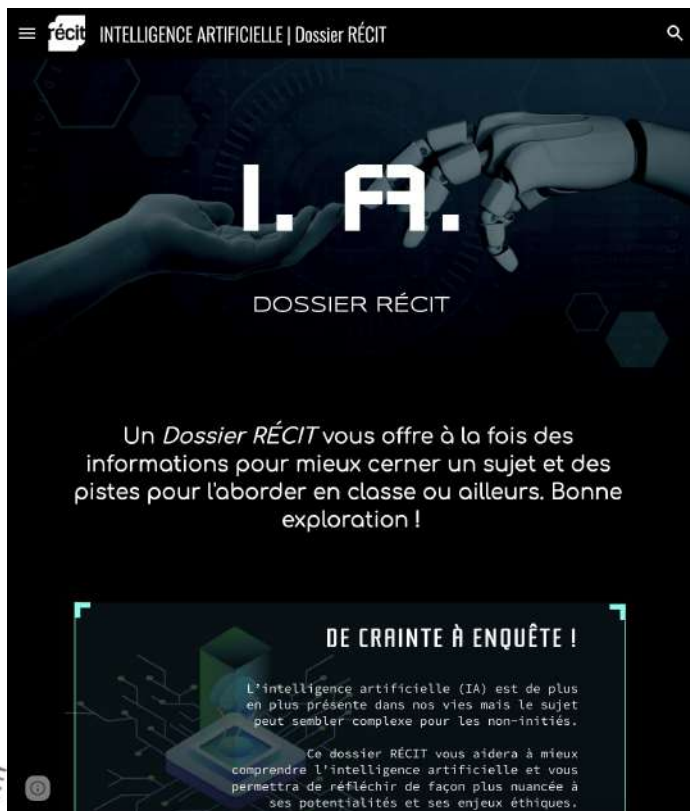 récit INTELLIGENCE ARTIFICIELLE | Dossier RÉCIT
I. A.
DOSSIER RÉCIT
Un Dossier RÉCIT vous offre à la fois des
informations pour mieux cerner un sujet et des
pistes pour l'aborder en classe ou ailleurs. Bonne
exploration !
DE CRAINTE À ENQUÊTE !
L'intelligence artificielle (IA) est de plus
en plus présente dans nos vies mais le sujet
peut sembler complexe pour les non-initiés.
Ce dossier RÉCIT vous aidera à mieux
comprendre l'intelligence artificielle et vous
permettra de réfléchir de façon plus nuancée à
ses potentialités et ses enjeux éthiques.